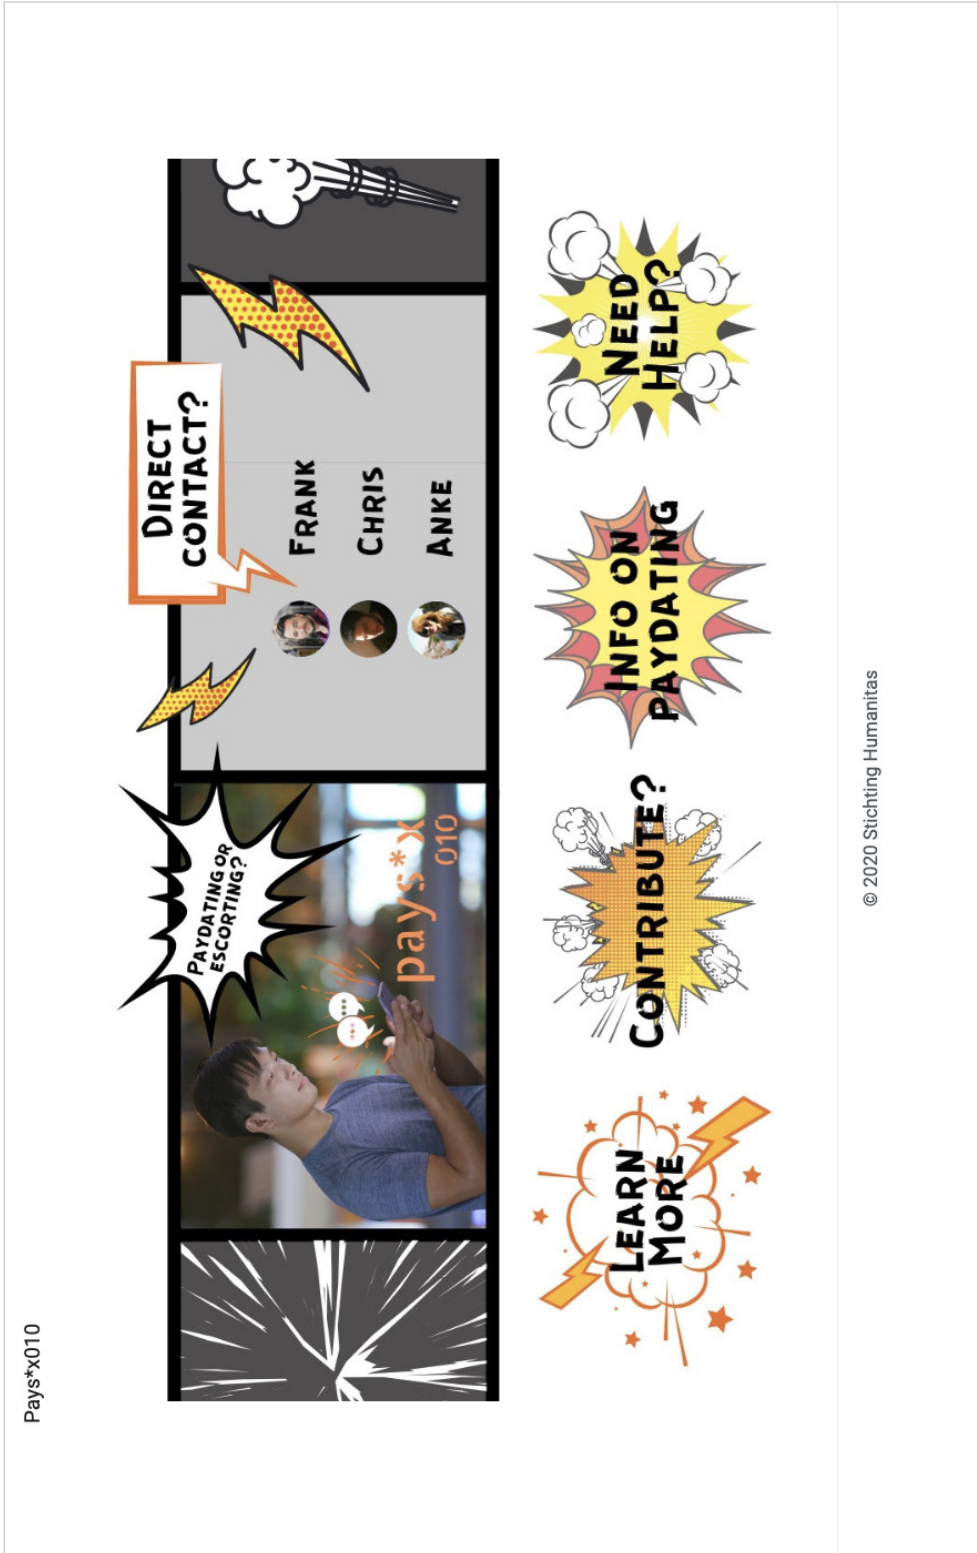 Pays*x010
PAYDATING OR
ESCORTING?
pays*x
010
DIRECT
CONTACT?
FRANK
CHRIS
ANKE
LEARN
MORE
CONTRIBUTE?
INFO ON
PAYDATING
NEED
HELP?
© 2020 Stichting Humanitas